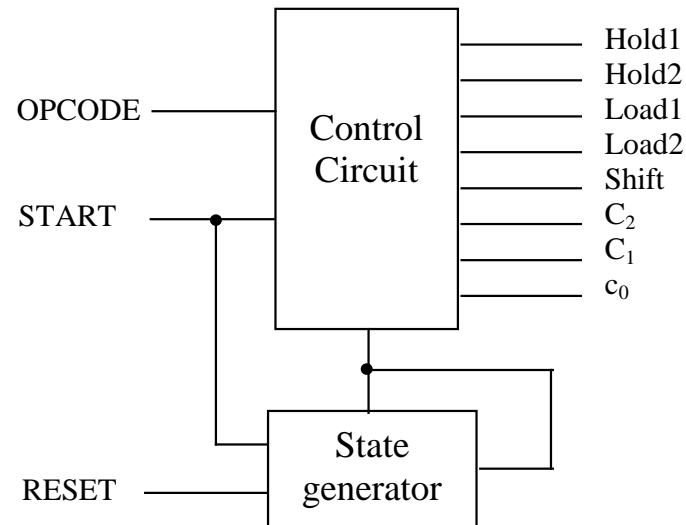 Hold1
Hold2
OPCODE
Load1
Control
Circuit
Load2
Shift
START
C₂
C₁
c₀
State
generator
RESET